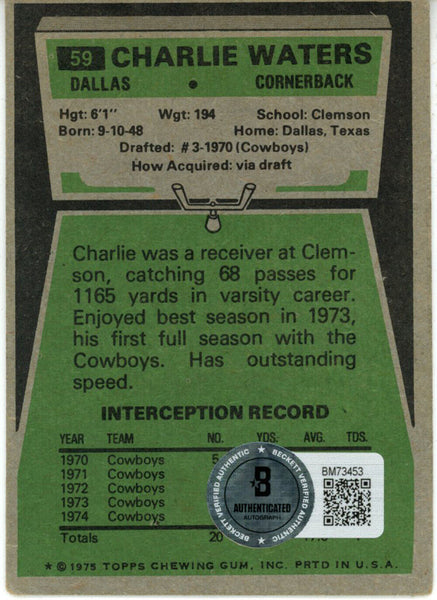 59 CHARLIE WATERS
DALLAS • CORNERBACK
Hgt: 6'1" Wgt: 194 School: Clemson
Born: 9-10-48 Home: Dallas, Texas
Drafted: #3-1970 (Cowboys)
How Acquired: via draft
Charlie was a receiver at Clem-
son, catching 68 passes for
1165 yards in varsity career.
Enjoyed best season in 1973,
his first full season with the
Cowboys. Has outstanding
speed.
INTERCEPTION RECORD
YEAR TEAM NO. YDS. AVG. TDS.
1970 Cowboys 5
1971 Cowboys
1972 Cowboys
1973 Cowboys
1974 Cowboys
Totals 20
BECKETT VERIFIED AUTHENTIC
BECKETT VERIFIED AUTHENTIC
B
AUTHENTICATED
AUTOGRAPH
BM73453
* © 1975 TOPPS CHEWING GUM, INC. PRTD IN U.S.A.